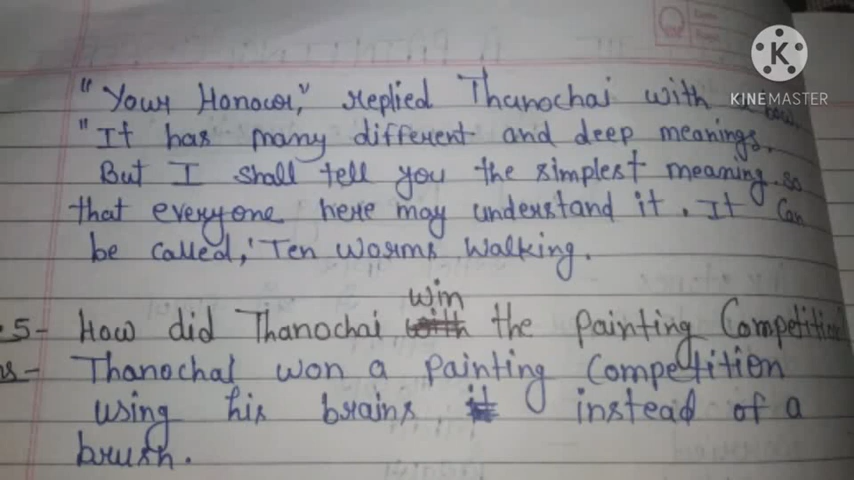 "Your Honour," replied Thanochai with a bow.
"It has many different and deep meanings.
But I shall tell you the simplest meaning so
that everyone here may understand it. It Can
be called, 'Ten Worms Walking.
5- How did Thanochai win the painting Competition
Thanochai won a painting Competition
using his brains instead of a
brush.
KINEMASTER